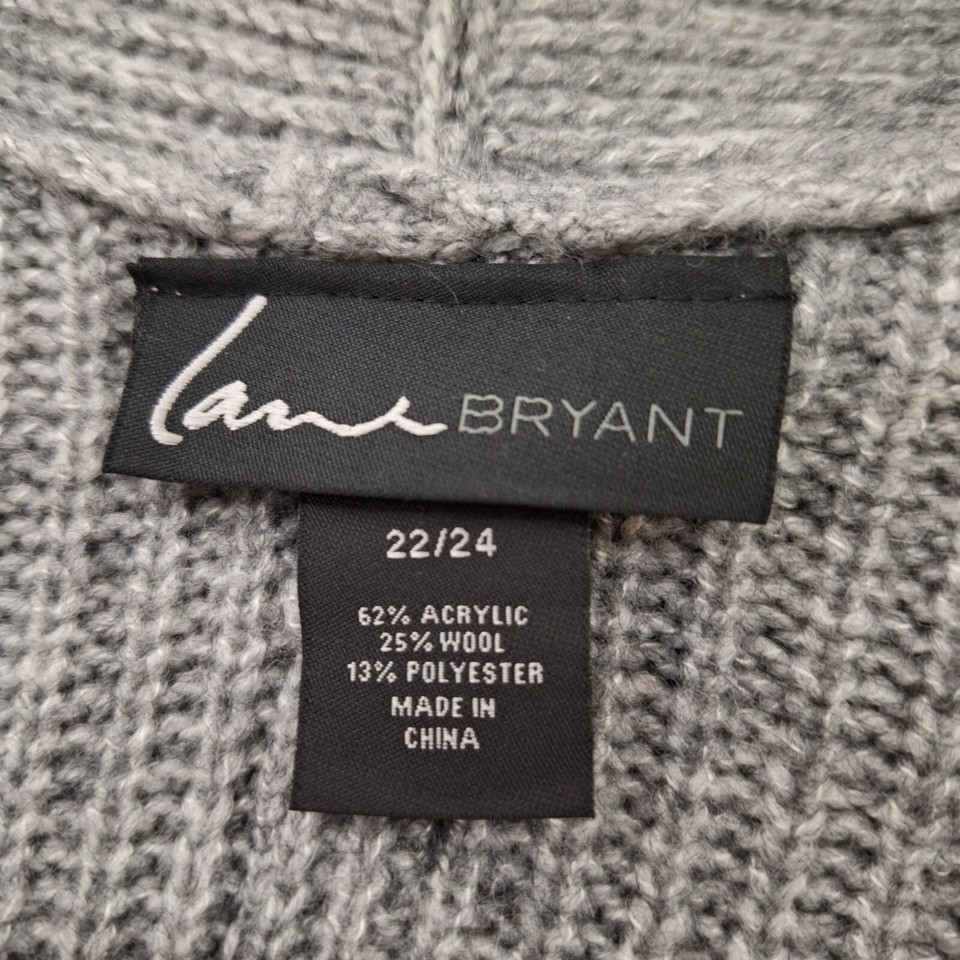 Lane BRYANT
22/24
62% ACRYLIC
25% WOOL
13% POLYESTER
MADE IN
CHINA